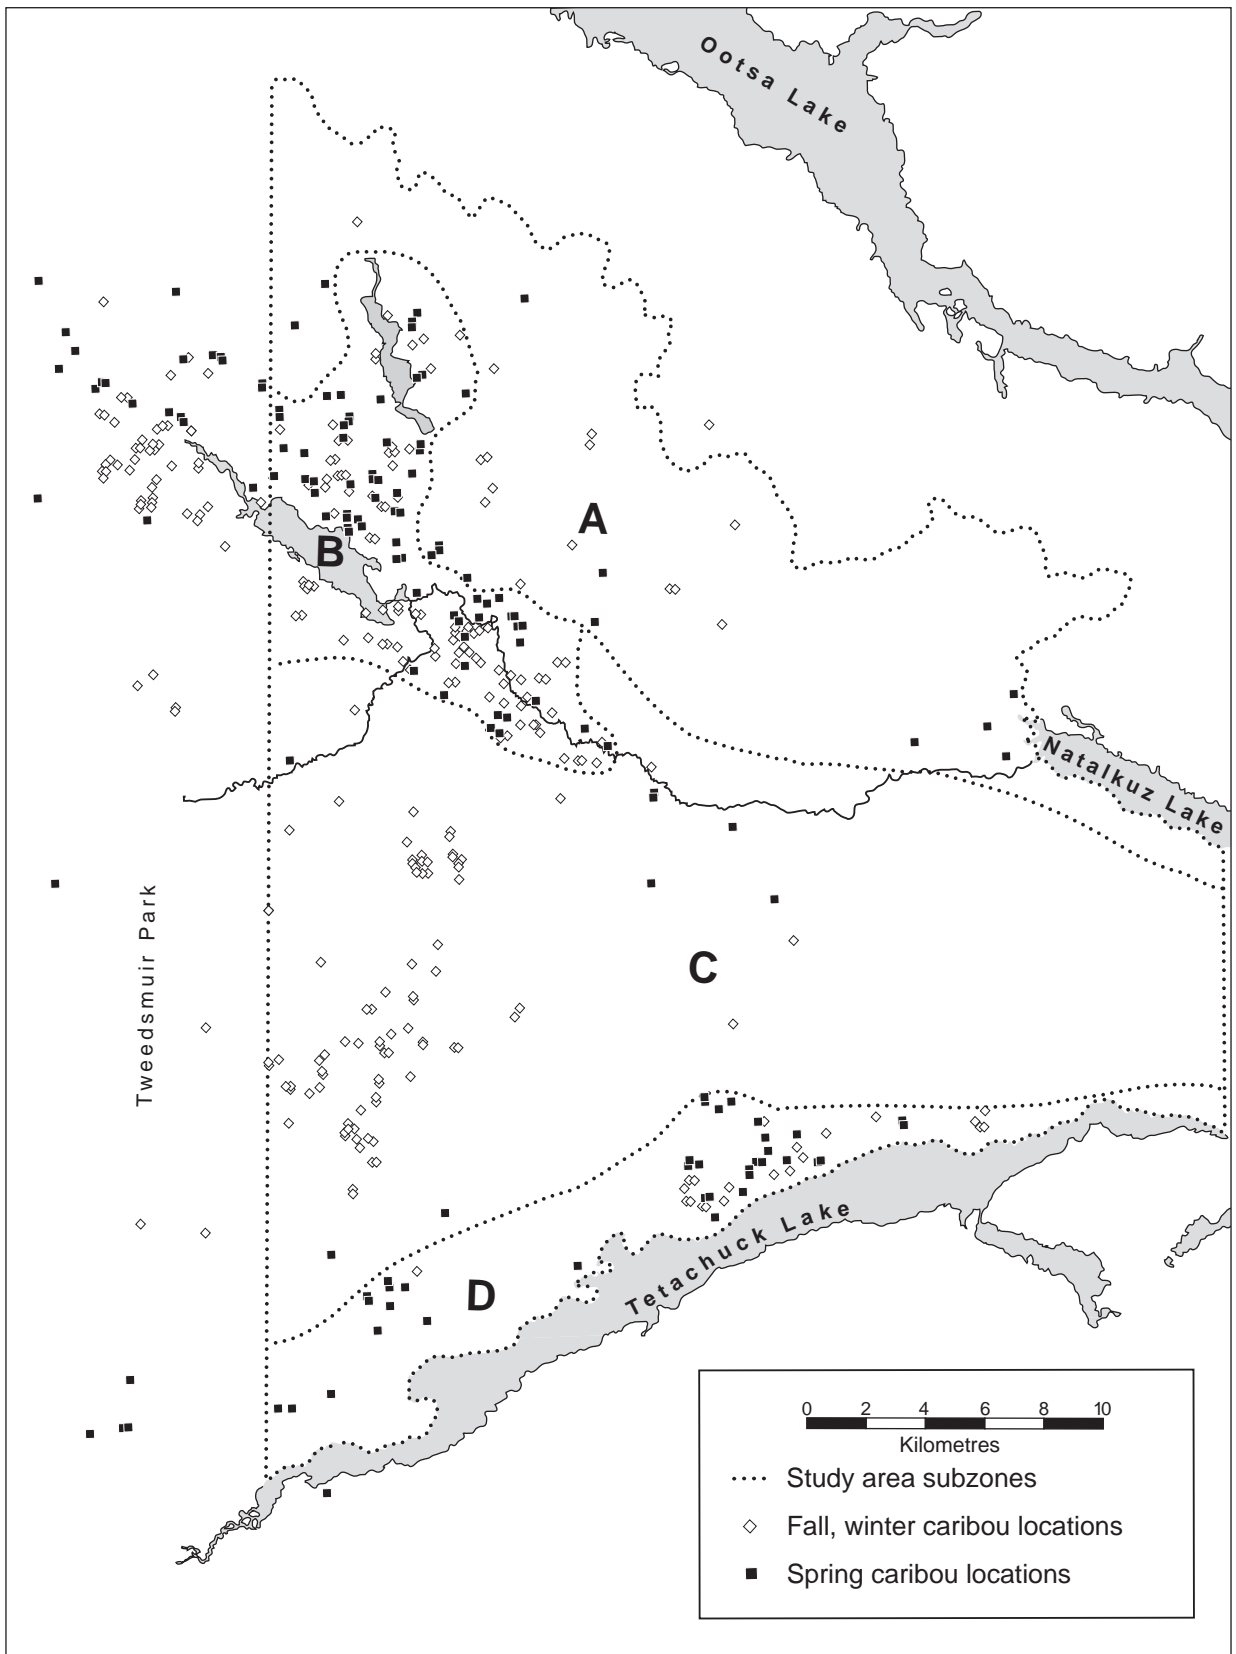 Ootsa Lake
A
B
Natalkuz Lake
Tweedsmuir Park
C
D
Tetachuck Lake
0 2 4 6 8 10
Kilometres
Study area subzones
Fall, winter caribou locations
Spring caribou locations